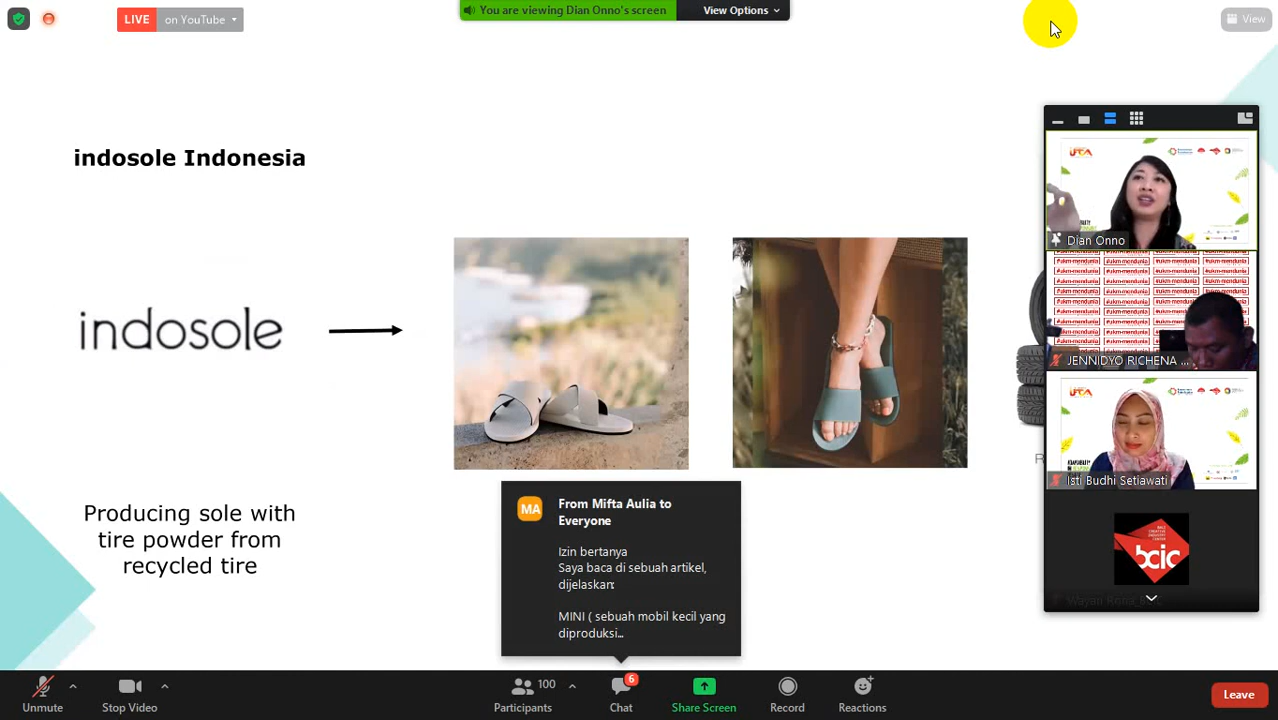 LIVE on YouTube
You are viewing Dian Onno's screen
View Options
View
indosole Indonesia
indosole
Producing sole with
tire powder from
recycled tire
Dian Onno
#ukm-mendunia
JENNIDYO RICHENA ...
Isti Budhi Setiawati
bcic
MA
From Mifta Aulia to
Everyone
Izin bertanya
Saya baca di sebuah artikel,
dijelaskan:
MINI ( sebuah mobil kecil yang
diproduksi...
Unmute
Stop Video
Participants
100
Chat
6
Share Screen
Record
Reactions
Leave